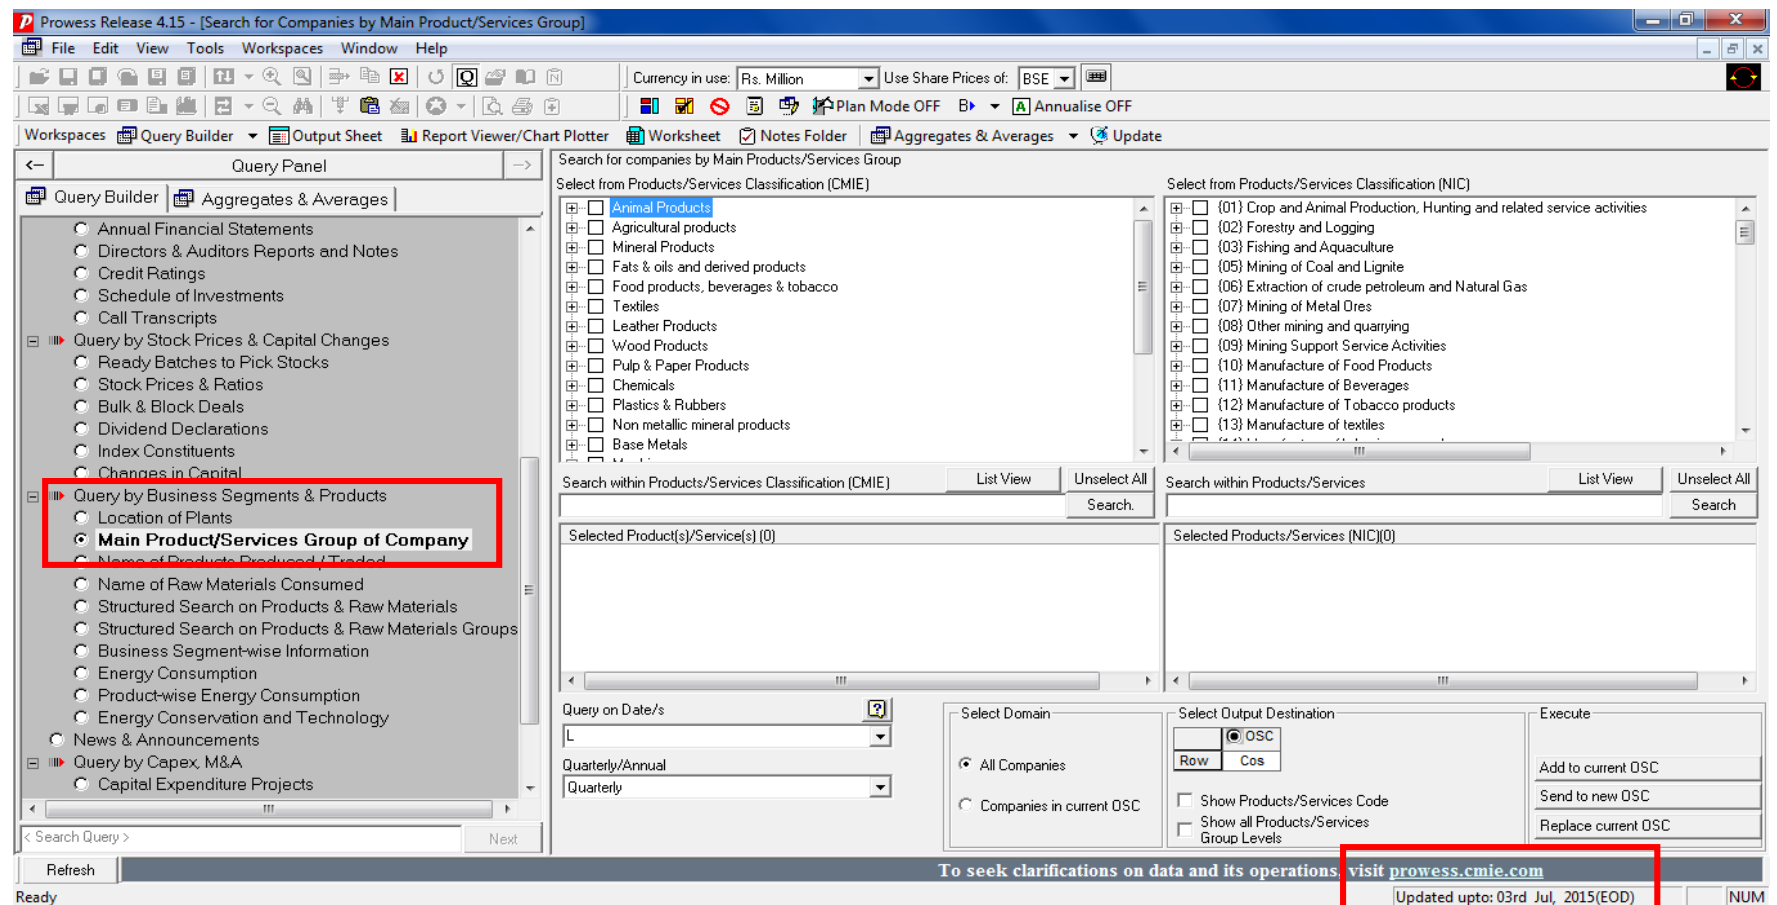 Prowess Release 4.15 - [Search for Companies by Main Product/Services Group]
File Edit View Tools Workspaces Window Help
Currency in use: Rs. Million Use Share Prices of: BSE
Plan Mode OFF B A Annualise OFF
Workspaces Query Builder Output Sheet Report Viewer/Chart Plotter Worksheet Notes Folder Aggregates & Averages Update
<-- Query Panel -->
Query Builder Aggregates & Averages
Annual Financial Statements
Directors & Auditors Reports and Notes
Credit Ratings
Schedule of Investments
Call Transcripts
Query by Stock Prices & Capital Changes
Ready Batches to Pick Stocks
Stock Prices & Ratios
Bulk & Block Deals
Dividend Declarations
Index Constituents
Changes in Capital
Query by Business Segments & Products
Location of Plants
Main Product/Services Group of Company
Name of Products Produced / Traded
Name of Raw Materials Consumed
Structured Search on Products & Raw Materials
Structured Search on Products & Raw Materials Groups
Business Segment-wise Information
Energy Consumption
Product-wise Energy Consumption
Energy Conservation and Technology
News & Announcements
Query by Capex, M&A
Capital Expenditure Projects
< Search Query > Next
Search for companies by Main Products/Services Group
Select from Products/Services Classification (CMIE)
Animal Products
Agricultural products
Mineral Products
Fats & oils and derived products
Food products, beverages & tobacco
Textiles
Leather Products
Wood Products
Pulp & Paper Products
Chemicals
Plastics & Rubbers
Non metallic mineral products
Base Metals
Search within Products/Services Classification (CMIE) List View Unselect All
Search.
Selected Product(s)/Service(s) (0)
Select from Products/Services Classification (NIC)
{01} Crop and Animal Production, Hunting and related service activities
{02} Forestry and Logging
{03} Fishing and Aquaculture
{05} Mining of Coal and Lignite
{06} Extraction of crude petroleum and Natural Gas
{07} Mining of Metal Ores
{08} Other mining and quarrying
{09} Mining Support Service Activities
{10} Manufacture of Food Products
{11} Manufacture of Beverages
{12} Manufacture of Tobacco products
{13} Manufacture of textiles
Search within Products/Services List View Unselect All
Search
Selected Products/Services (NIC)(0)
Query on Date/s
L
Quarterly/Annual
Quarterly
Select Domain
All Companies
Companies in current OSC
Select Output Destination
OSC
Row Cos
Show Products/Services Code
Show all Products/Services
Group Levels
Execute
Add to current OSC
Send to new OSC
Replace current OSC
Refresh To seek clarifications on data and its operations, visit prowess.cmie.com
Ready Updated upto: 03rd Jul, 2015(EOD) NUM